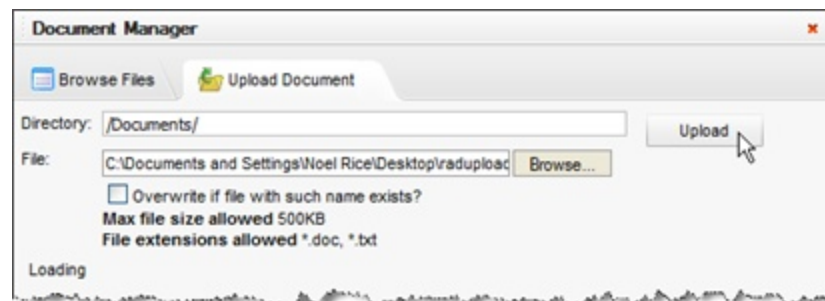 Document Manager
Browse Files Upload Document
Directory: /Documents/ Upload
File: C:\Documents and Settings\Noel Rice\Desktop\radupload Browse...
Overwrite if file with such name exists?
Max file size allowed 500KB
File extensions allowed *.doc, *.txt
Loading